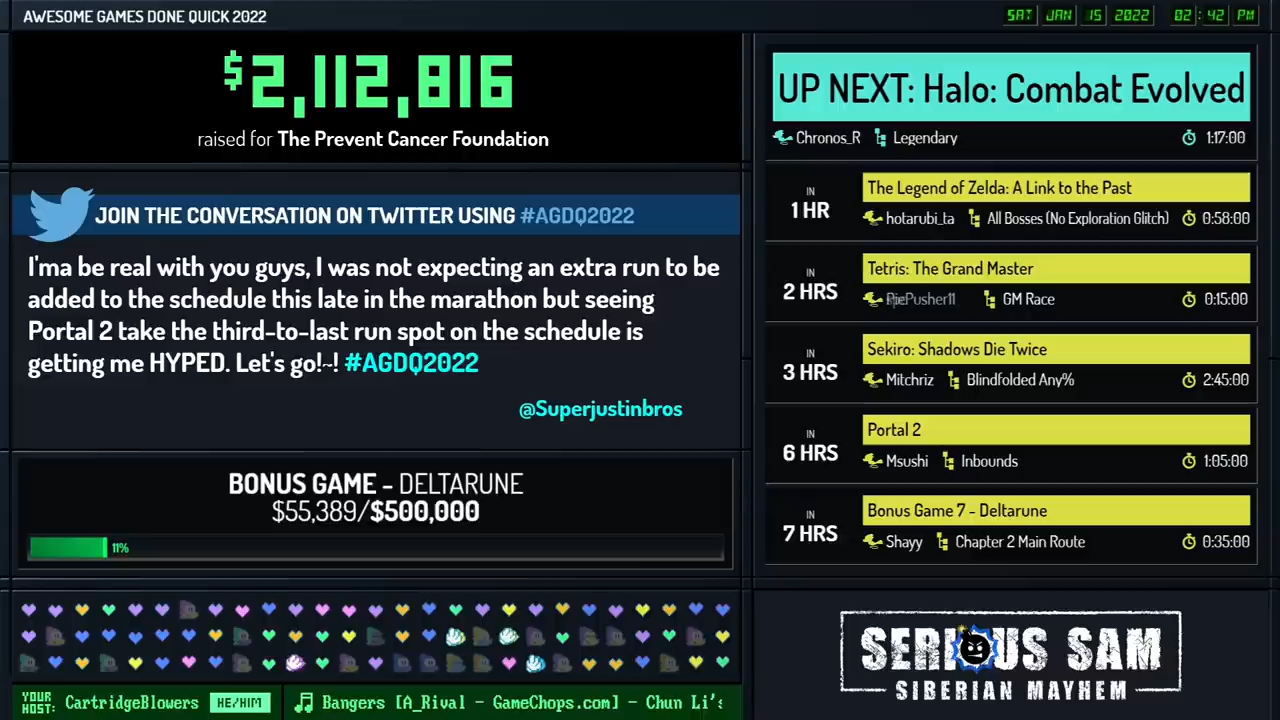 AWESOME GAMES DONE QUICK 2022
SAT JAN 15 2022 02:42 PM
$2,112,816
raised for The Prevent Cancer Foundation
JOIN THE CONVERSATION ON TWITTER USING #AGDQ2022
I'ma be real with you guys, I was not expecting an extra run to be
added to the schedule this late in the marathon but seeing
Portal 2 take the third-to-last run spot on the schedule is
getting me HYPED. Let's go!~! #AGDQ2022
@Superjustinbros
BONUS GAME - DELTARUNE
$55,389/$500,000
11%
YOUR HOST: CartridgeBlowers HE/HIM
Bangers [A_Rival - GameChops.com] - Chun Li's
UP NEXT: Halo: Combat Evolved
Chronos_R Legendary 1:17:00
IN 1 HR
The Legend of Zelda: A Link to the Past
hotarubi_ta All Bosses (No Exploration Glitch) 0:58:00
IN 2 HRS
Tetris: The Grand Master
GM Race 0:15:00
IN 3 HRS
Sekiro: Shadows Die Twice
Mitchriz Blindfolded Any% 2:45:00
IN 6 HRS
Portal 2
Msushi Inbounds 1:05:00
IN 7 HRS
Bonus Game 7 - Deltarune
Shayy Chapter 2 Main Route 0:35:00
SERIOUS SAM
SIBERIAN MAYHEM